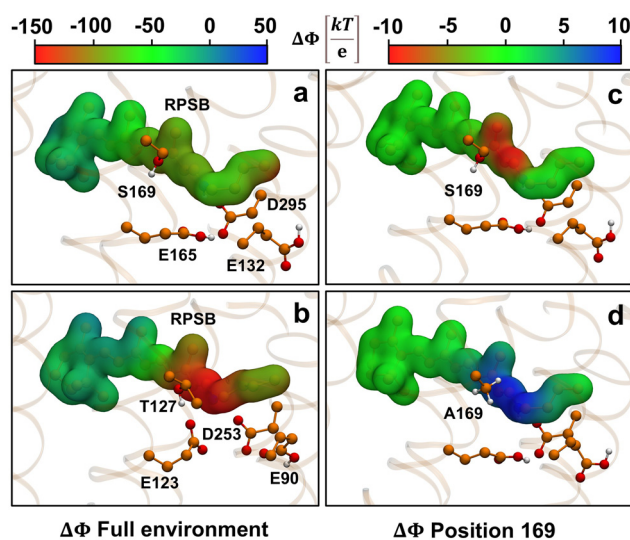 -150 -100 -50 0 50 ΔΦ [kT/e] -10 -5 0 5 10
a
RPSB
S169
D295
E165
E132
c
S169
b
RPSB
T127
D253
E123
E90
d
A169
ΔΦ Full environment
ΔΦ Position 169